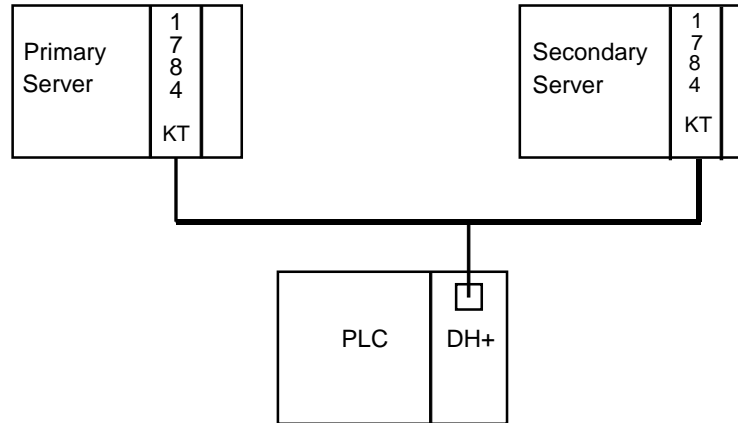 Primary
Server
1
7
8
4
KT
Secondary
Server
1
7
8
4
KT
PLC
DH+